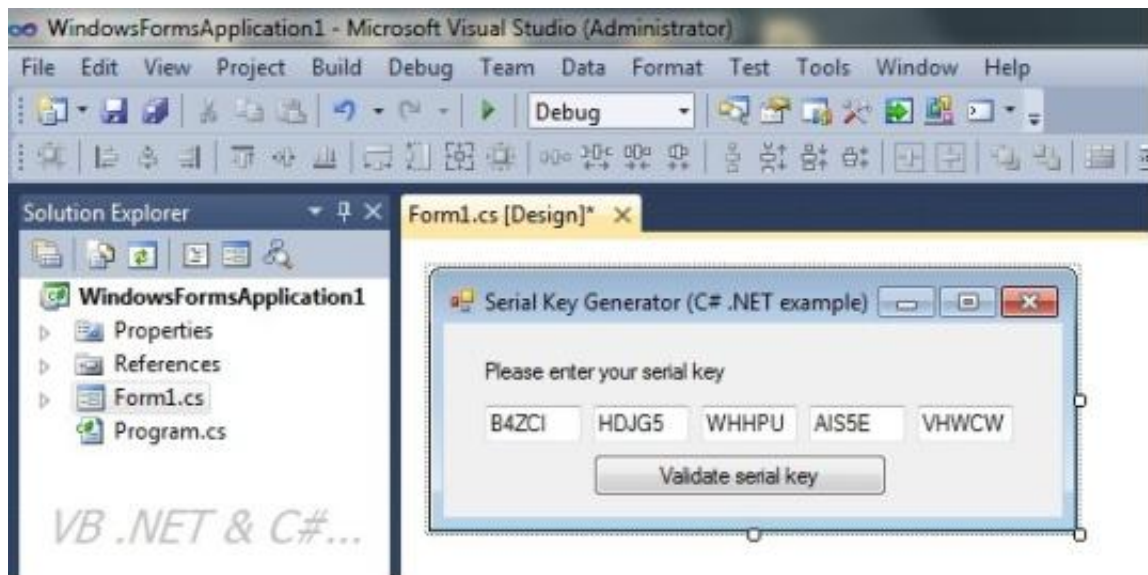 WindowsFormsApplication1 - Microsoft Visual Studio (Administrator)
File Edit View Project Build Debug Team Data Format Test Tools Window Help
Debug
Solution Explorer
Form1.cs [Design]*
WindowsFormsApplication1
Properties
References
Form1.cs
Program.cs
VB .NET & C#...
Serial Key Generator (C# .NET example)
Please enter your serial key
B4ZCI HDJG5 WHHPU AIS5E VHWCW
Validate serial key